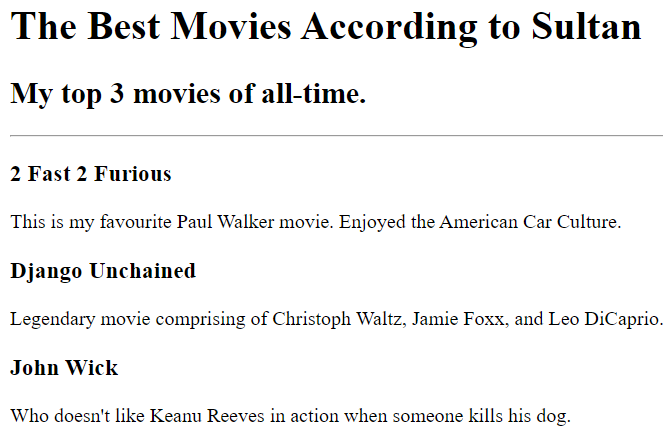 The Best Movies According to Sultan
My top 3 movies of all-time.
2 Fast 2 Furious
This is my favourite Paul Walker movie. Enjoyed the American Car Culture.
Django Unchained
Legendary movie comprising of Christoph Waltz, Jamie Foxx, and Leo DiCaprio.
John Wick
Who doesn't like Keanu Reeves in action when someone kills his dog.